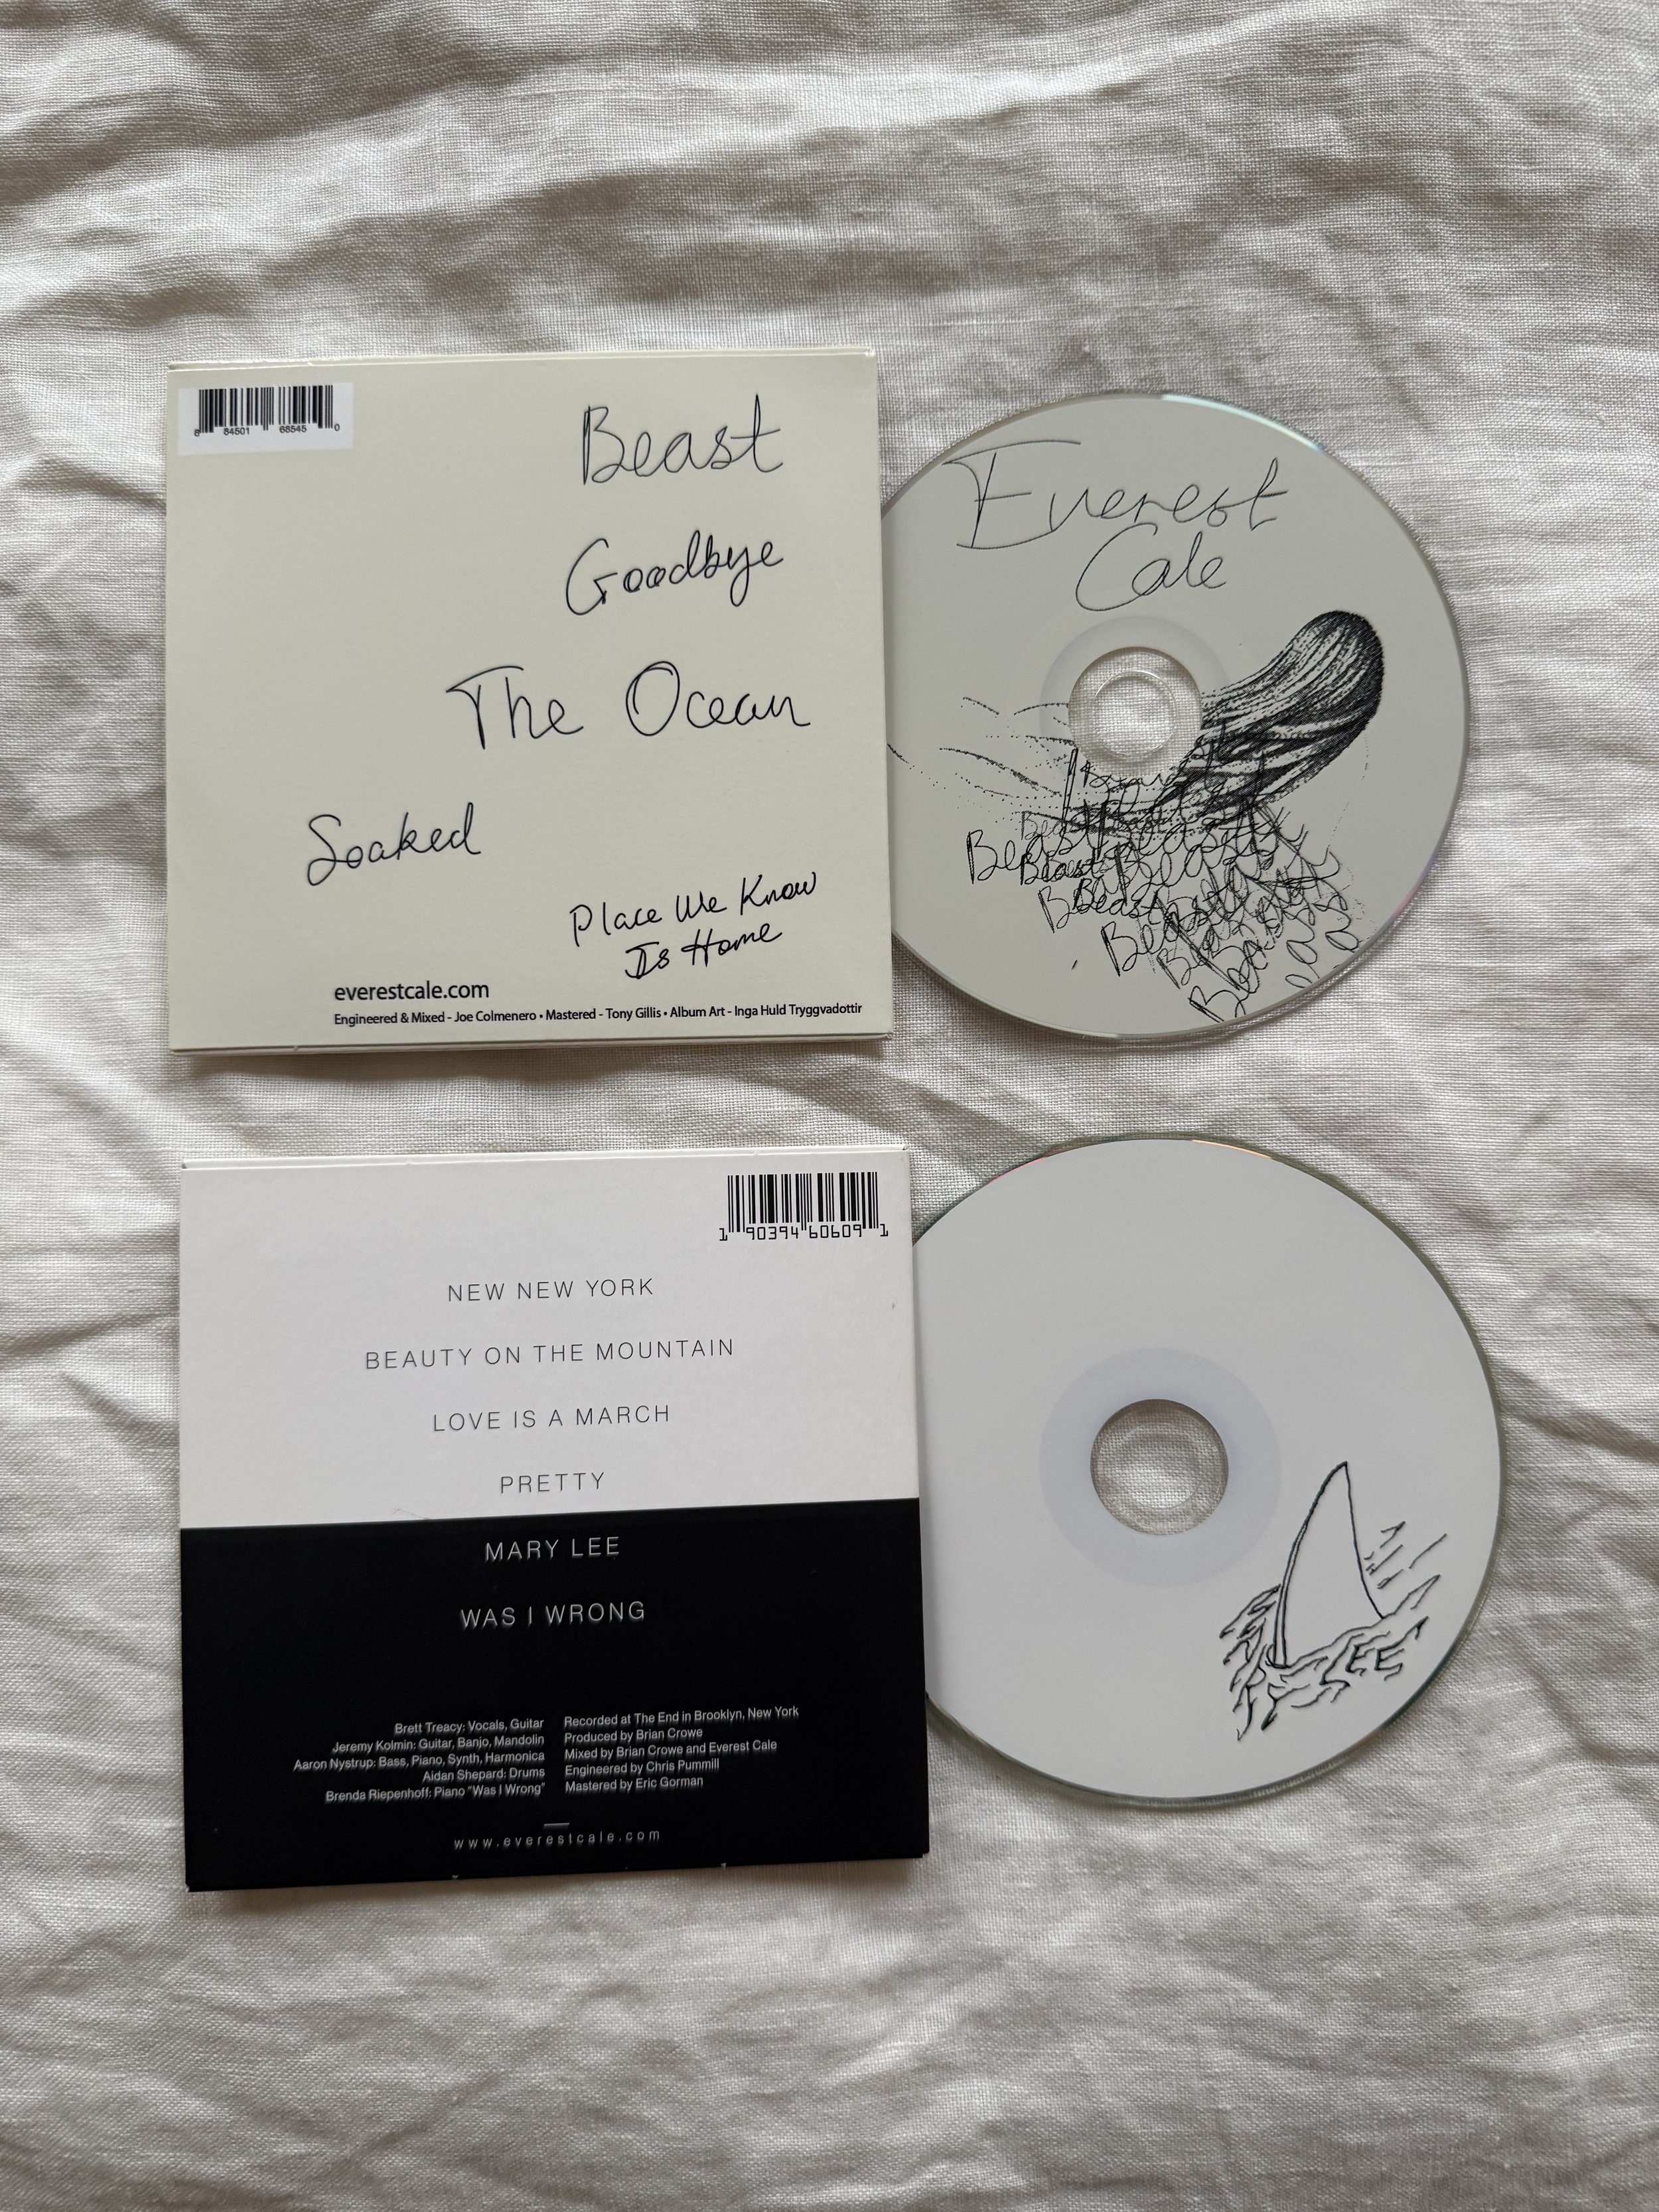 8 84501 68545 0
Beast
Goodbye
The Ocean
Soaked
Place We Know
Is Home
everestcale.com
Engineered & Mixed - Joe Colmenero • Mastered - Tony Gillis • Album Art - Inga Huld Tryggvadottir
Everest
Cale
Beast
Beast
Beast
Beast
Beast
1 90394 60609 1
NEW NEW YORK
BEAUTY ON THE MOUNTAIN
LOVE IS A MARCH
PRETTY
MARY LEE
WAS I WRONG
Brett Treacy: Vocals, Guitar
Jeremy Kolmin: Guitar, Banjo, Mandolin
Aaron Nystrup: Bass, Piano, Synth, Harmonica
Aidan Shepard: Drums
Brenda Riepenhoff: Piano "Was I Wrong"
Recorded at The End in Brooklyn, New York
Produced by Brian Crowe
Mixed by Brian Crowe and Everest Cale
Engineered by Chris Pummill
Mastered by Eric Gorman
www.everestcale.com